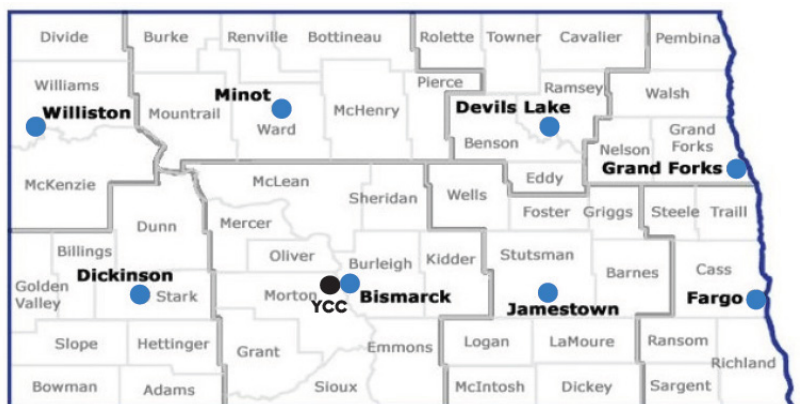 Divide
Burke
Renville
Bottineau
Rolette
Towner
Cavalier
Pembina
Williams
Williston
Minot
Mountrail
Ward
McHenry
Pierce
Ramsey
Devils Lake
Benson
Walsh
Nelson
Grand
Forks
Grand Forks
McKenzie
McLean
Sheridan
Wells
Eddy
Foster
Griggs
Steele
Traill
Dunn
Mercer
Oliver
Burleigh
Kidder
Stutsman
Barnes
Cass
Billings
Golden
Valley
Dickinson
Stark
Morton
YCC
Bismarck
Jamestown
Fargo
Slope
Hettinger
Grant
Emmons
Logan
LaMoure
Ransom
Richland
Bowman
Adams
Sioux
McIntosh
Dickey
Sargent